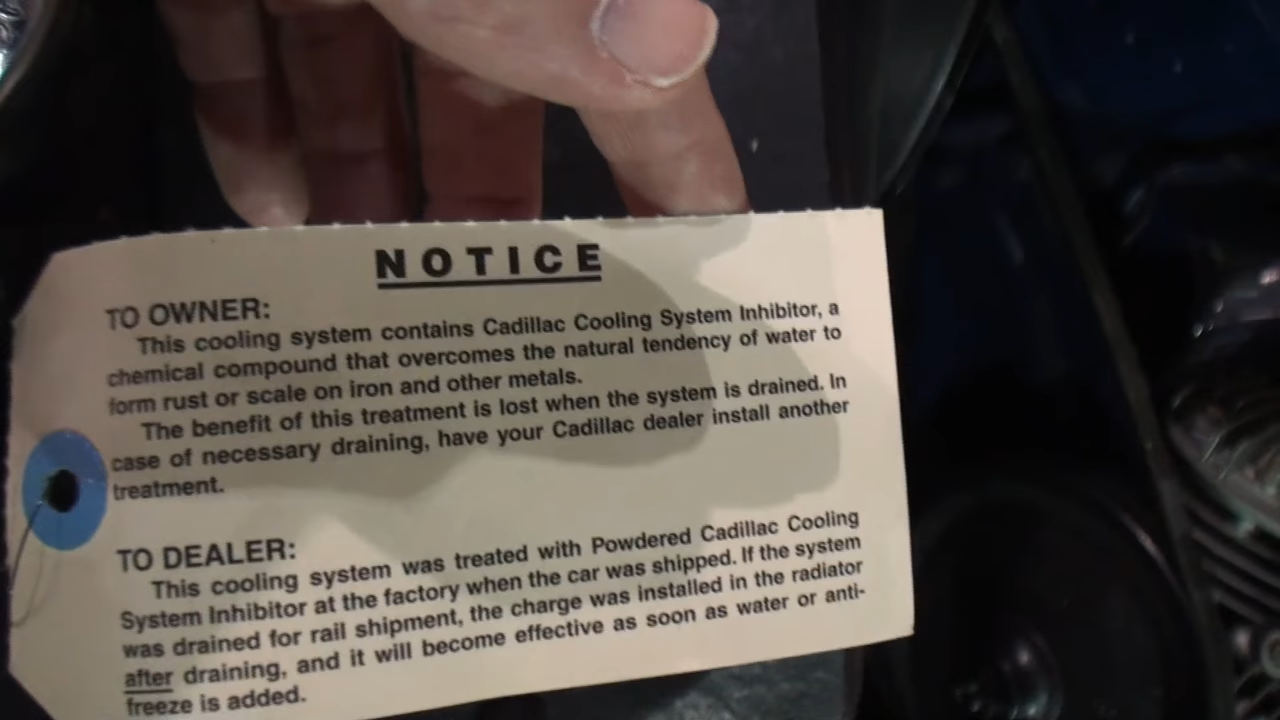 NOTICE
TO OWNER:
This cooling system contains Cadillac Cooling System Inhibitor, a
chemical compound that overcomes the natural tendency of water to
form rust or scale on iron and other metals.
The benefit of this treatment is lost when the system is drained. In
case of necessary draining, have your Cadillac dealer install another
treatment.
TO DEALER:
This cooling system was treated with Powdered Cadillac Cooling
System Inhibitor at the factory when the car was shipped. If the system
was drained for rail shipment, the charge was installed in the radiator
after draining, and it will become effective as soon as water or anti-
freeze is added.